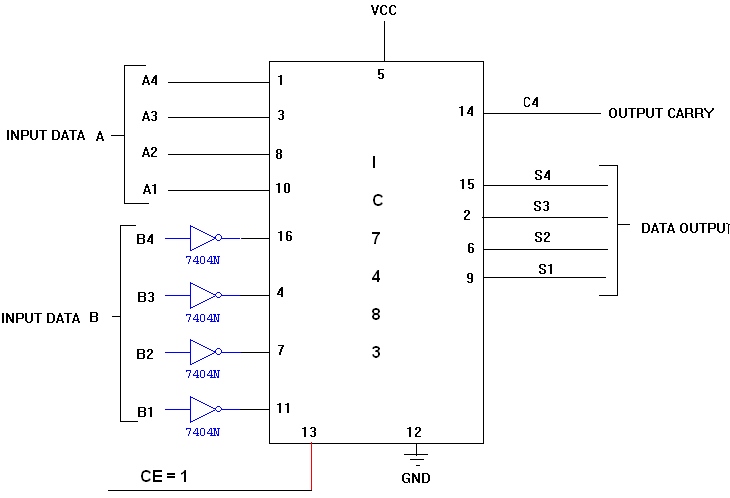 VCC
5
A4
1
A3
3
INPUT DATA A
A2
8
A1
10
14
C4
OUTPUT CARRY
I
C
7
4
8
3
15
S4
2
S3
6
S2
9
S1
DATA OUTPUT
B4
7404N
16
B3
7404N
4
INPUT DATA B
B2
7404N
7
B1
7404N
11
13
12
CE = 1
GND